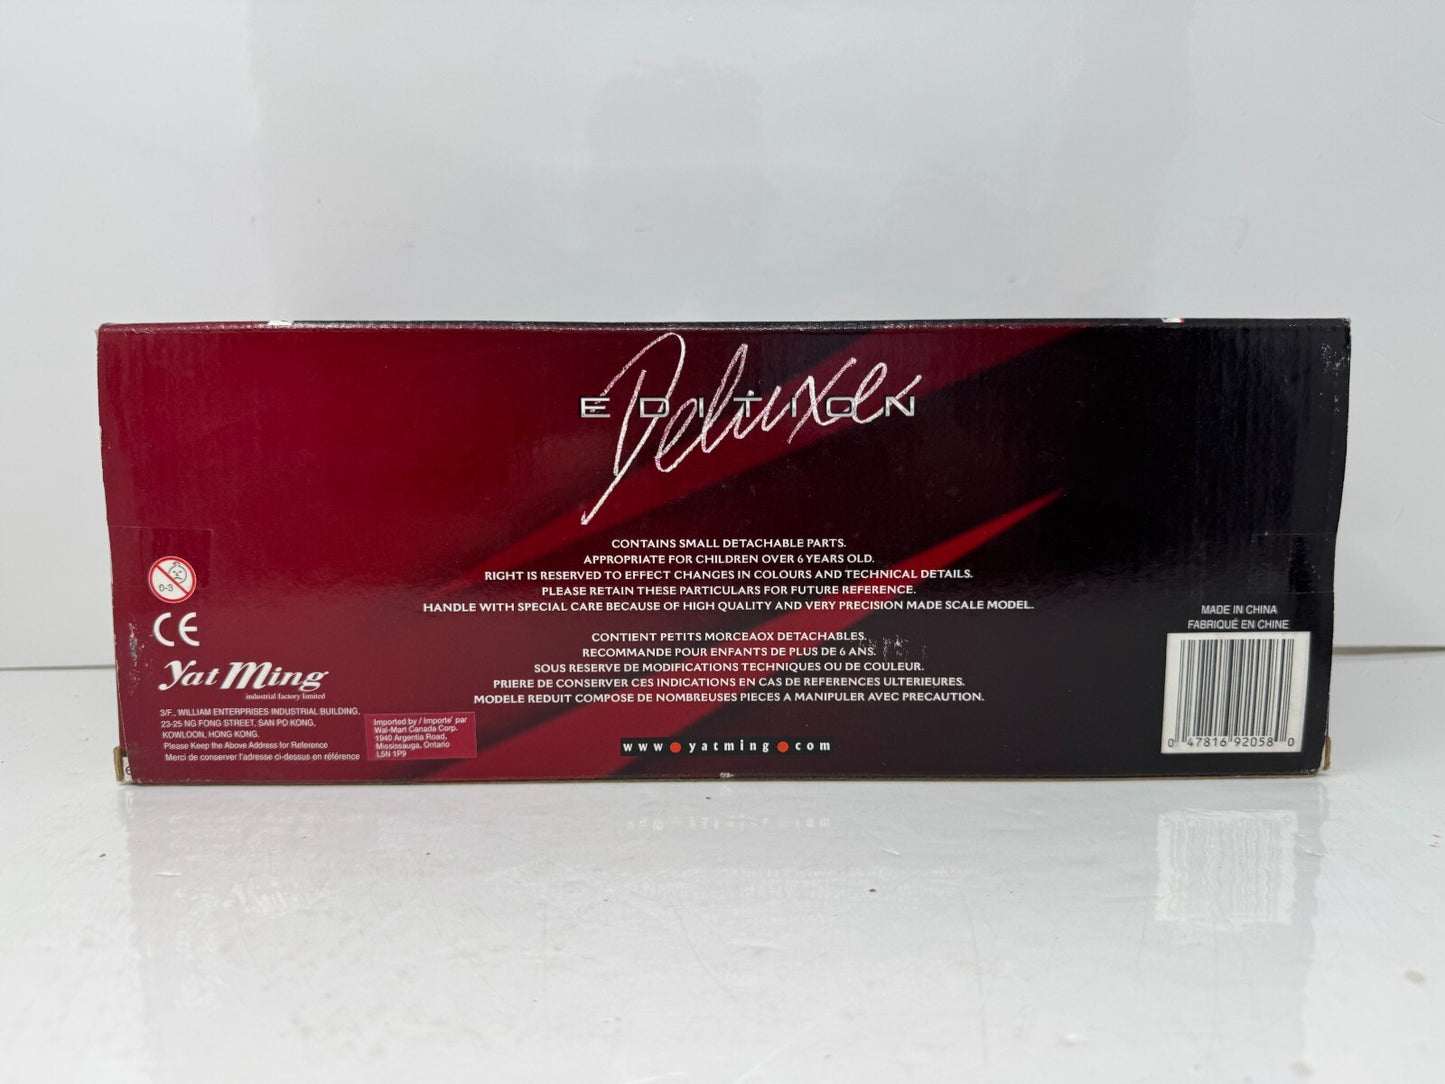 Deluxe
EDITION
CONTAINS SMALL DETACHABLE PARTS.
APPROPRIATE FOR CHILDREN OVER 6 YEARS OLD.
RIGHT IS RESERVED TO EFFECT CHANGES IN COLOURS AND TECHNICAL DETAILS.
PLEASE RETAIN THESE PARTICULARS FOR FUTURE REFERENCE.
HANDLE WITH SPECIAL CARE BECAUSE OF HIGH QUALITY AND VERY PRECISION MADE SCALE MODEL.
CONTIENT PETITS MORCEAOX DETACHABLES.
RECOMMANDE POUR ENFANTS DE PLUS DE 6 ANS.
SOUS RESERVE DE MODIFICATIONS TECHNIQUES OU DE COULEUR.
PRIERE DE CONSERVER CES INDICATIONS EN CAS DE REFERENCES ULTERIEURES.
MODELE REDUIT COMPOSE DE NOMBREUSES PIECES A MANIPULER AVEC PRECAUTION.
www.yatming.com
0-3
CE
Yat Ming
industrial factory limited
3/F., WILLIAM ENTERPRISES INDUSTRIAL BUILDING,
23-25 NG FONG STREET, SAN PO KONG,
KOWLOON, HONG KONG.
Please Keep the Above Address for Reference
Merci de conserver l'adresse ci-dessus en référence
Imported by / Importe' par
Wal-Mart Canada Corp.
1940 Argentia Road,
Mississauga, Ontario
L5N 1P9
MADE IN CHINA
FABRIQUÉ EN CHINE
0 47816 92058 0